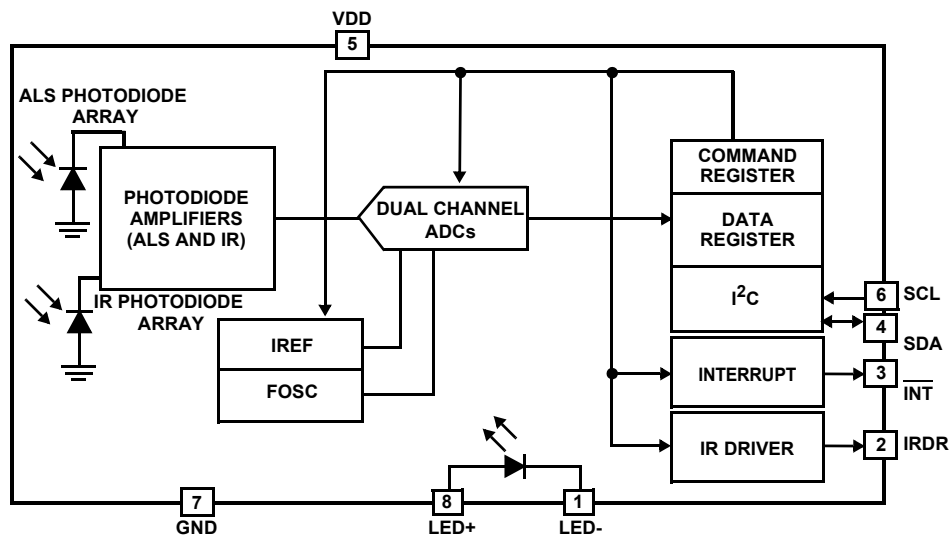 VDD
5
ALS PHOTODIODE
ARRAY
PHOTODIODE
AMPLIFIERS
(ALS AND IR)
IR PHOTODIODE
ARRAY
DUAL CHANNEL
ADCs
IREF
FOSC
COMMAND
REGISTER
DATA
REGISTER
I²C
INTERRUPT
IR DRIVER
6 SCL
4
SDA
3
INT
2 IRDR
7
GND
8
LED+
1
LED-